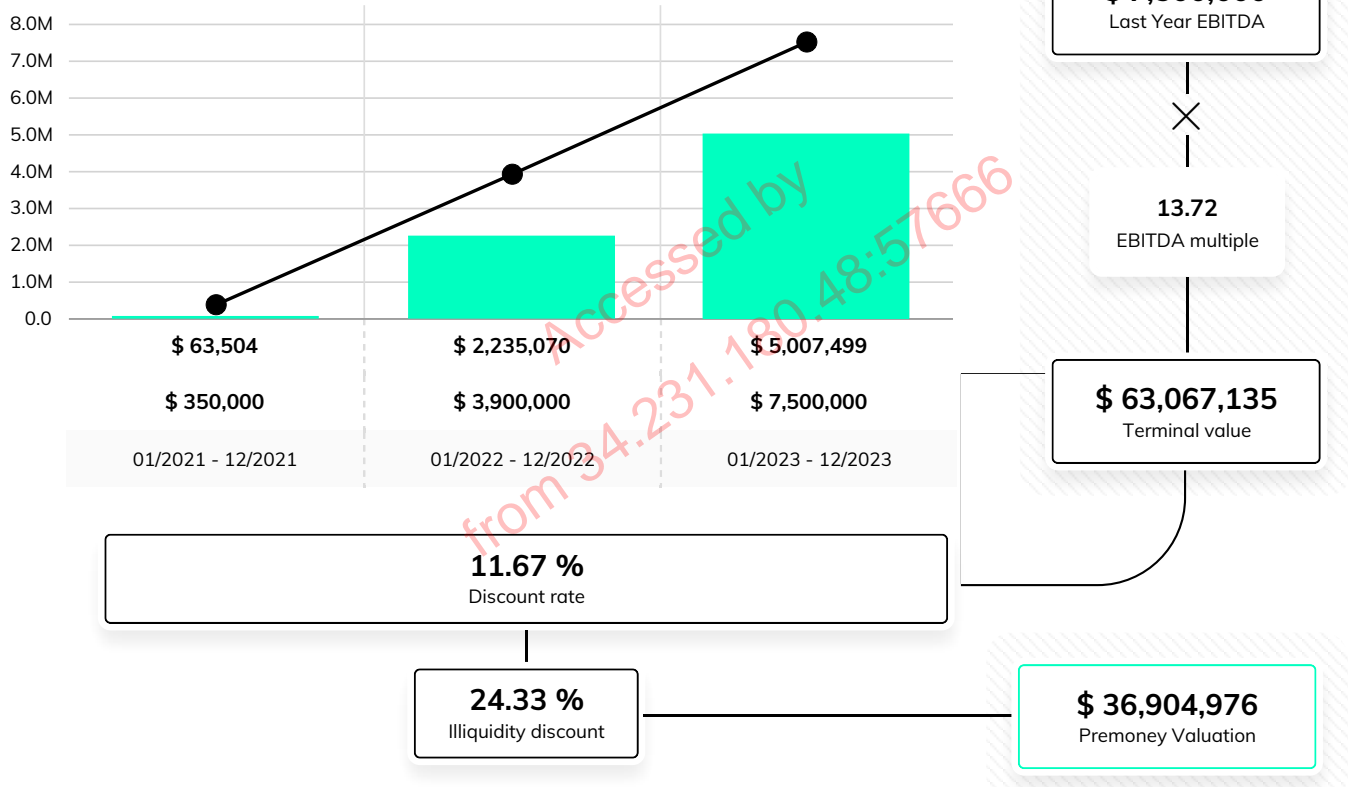 Last Year EBITDA
8.0M
7.0M
6.0M
5.0M
4.0M
3.0M
2.0M
1.0M
0.0
13.72
EBITDA multiple
$ 63,504
$ 2,235,070
$ 5,007,499
$ 350,000
$ 3,900,000
$ 7,500,000
01/2021 - 12/2021
01/2022 - 12/2022
01/2023 - 12/2023
$ 63,067,135
Terminal value
Accessed by
from 34.231.180.48:57666
11.67 %
Discount rate
24.33 %
Illiquidity discount
$ 36,904,976
Premoney Valuation